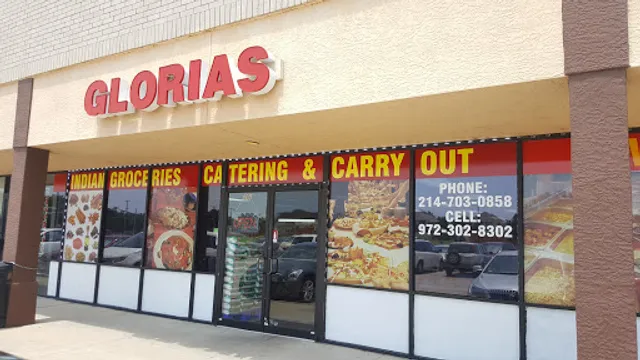 GLORIAS
INDIAN GROCERIES CATERING & CARRY OUT
PHONE:
214-703-0858
CELL:
972-302-8302